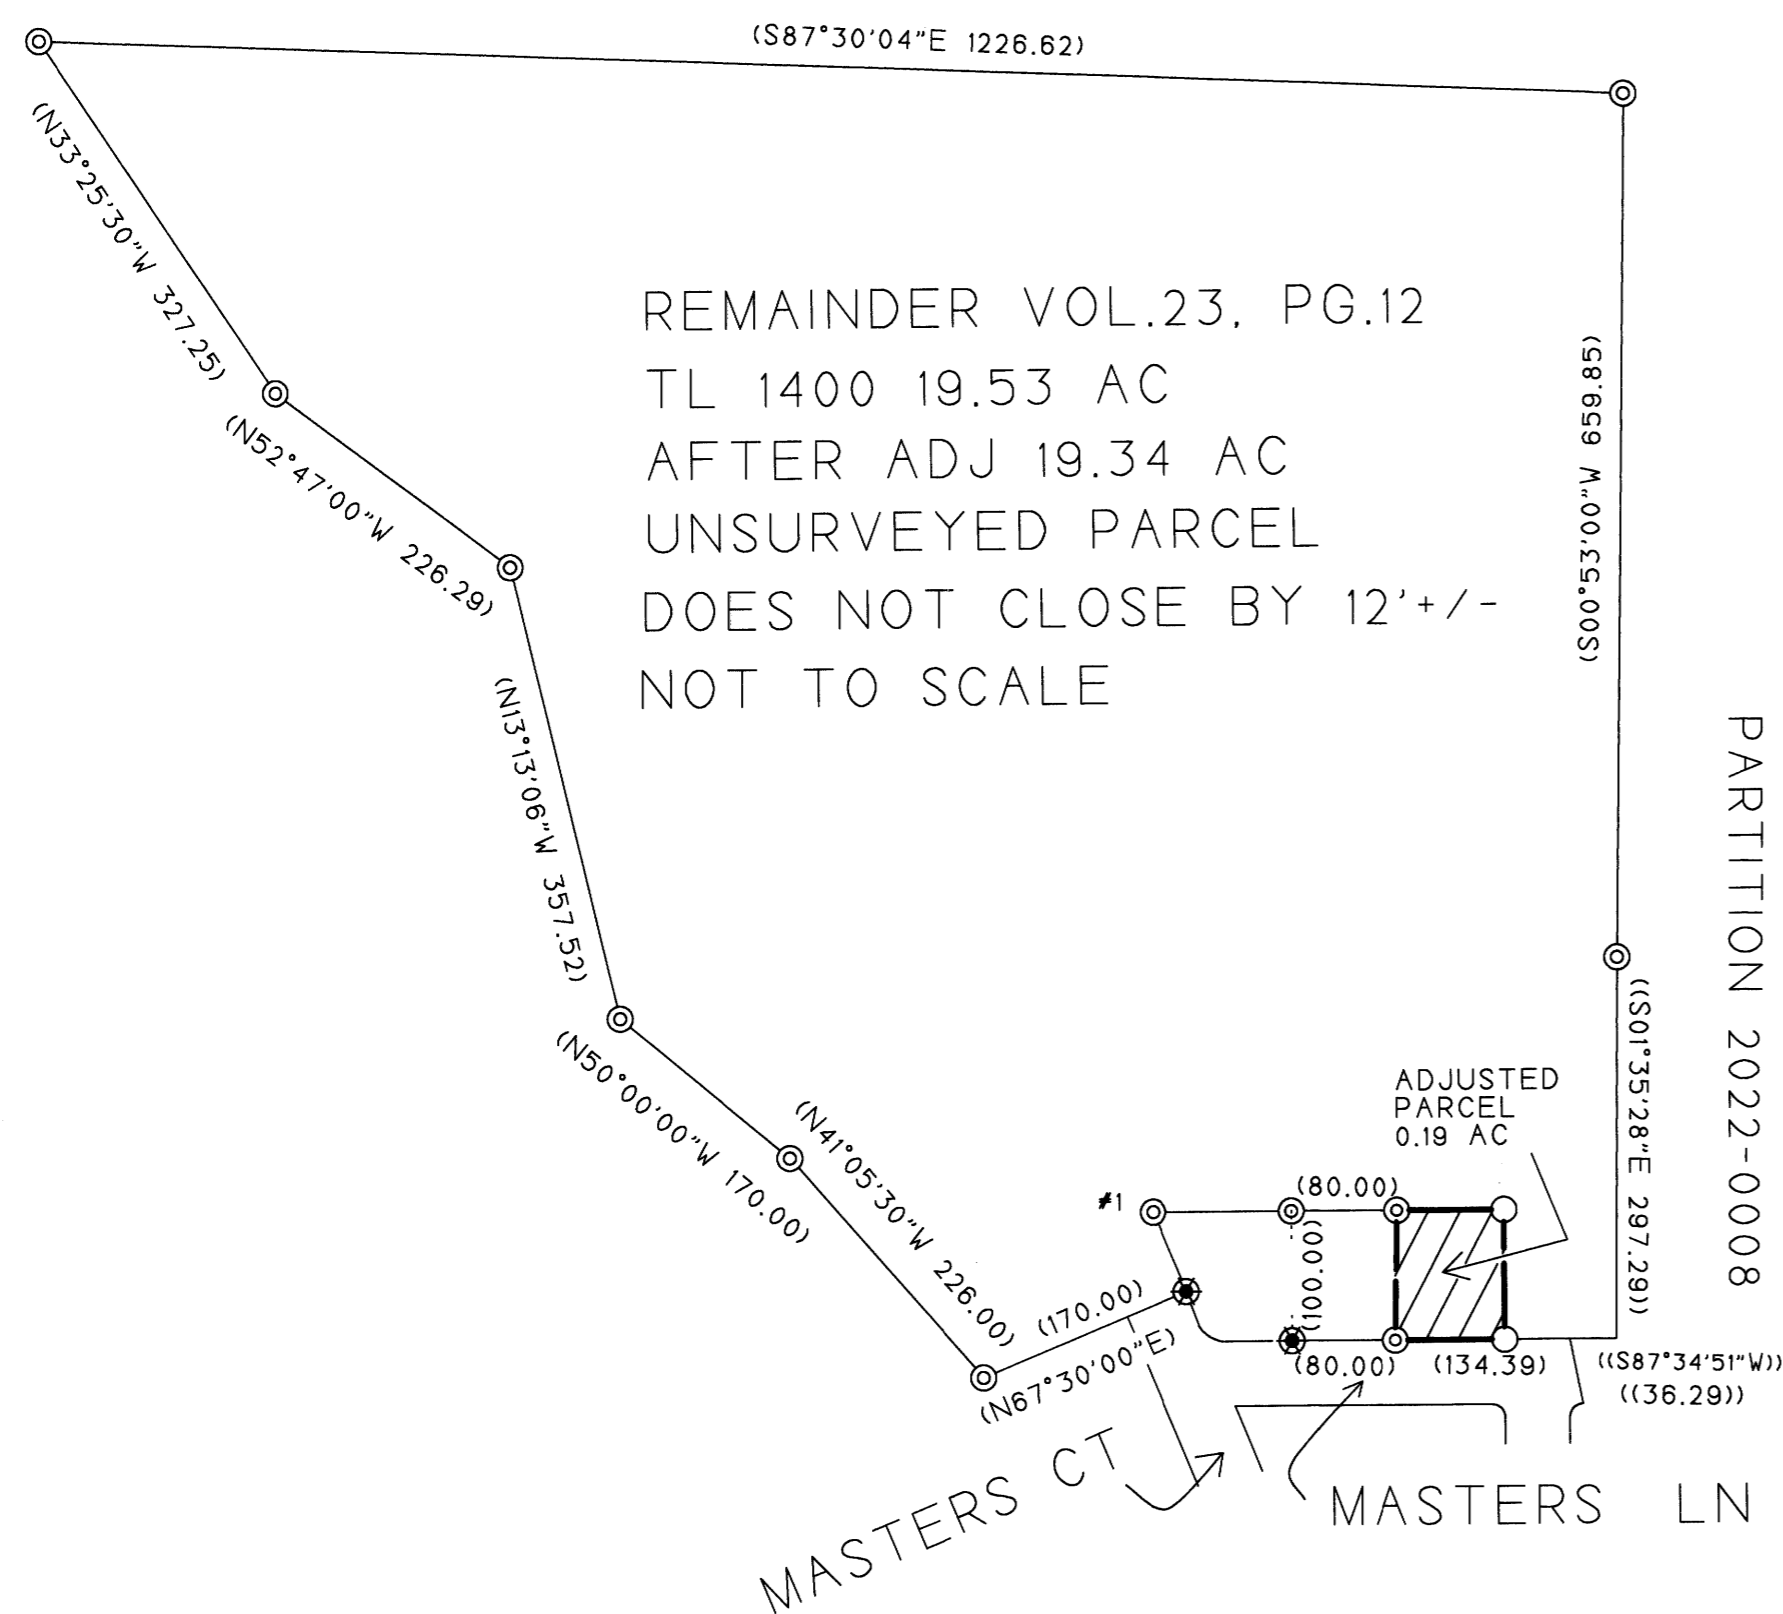 (S87°30'04"E 1226.62)
(N33°25'30"W 327.25)
REMAINDER VOL.23, PG.12
TL 1400 19.53 AC
AFTER ADJ 19.34 AC
UNSURVEYED PARCEL
DOES NOT CLOSE BY 12'+/-
NOT TO SCALE
(S00°53'00"W 659.85)
(N52°47'00"W 226.29)
(N13°13'06"W 357.52)
PARTITION 2022-0008
((S01°35'28"E 297.29))
(N50°00'00"W 170.00)
(N41°05'30"W 226.00)
ADJUSTED
PARCEL
0.19 AC
#1
(80.00)
(100.00)
(170.00)
(N67°30'00"E)
(80.00)
(134.39)
((S87°34'51"W))
((36.29))
MASTERS CT
MASTERS LN